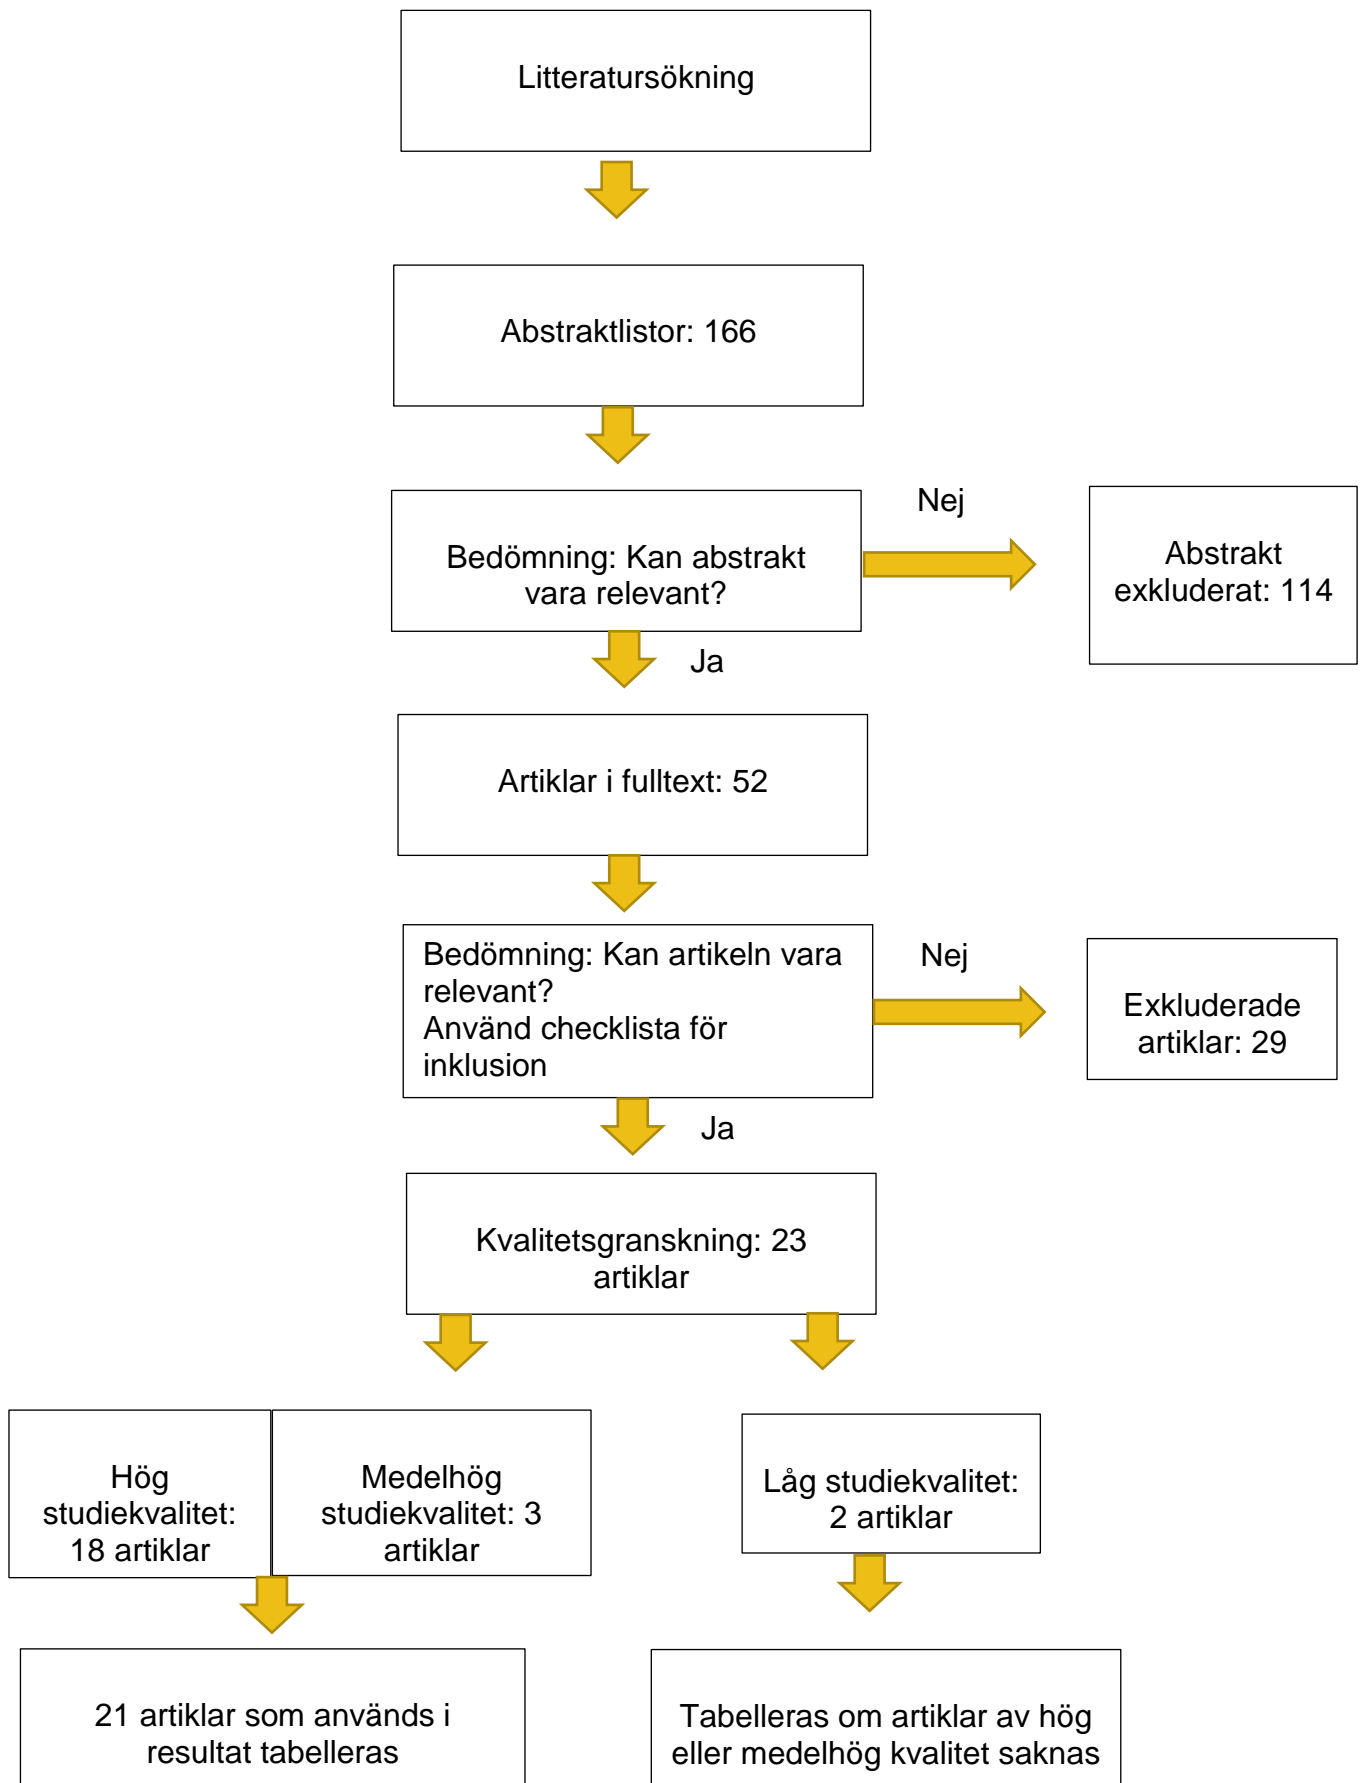 Litteratursökning
Abstraktlistor: 166
Bedömning: Kan abstrakt
vara relevant?
Nej
Abstrakt
exkluderat: 114
Ja
Artiklar i fulltext: 52
Bedömning: Kan artikeln vara
relevant?
Använd checklista för
inklusion
Nej
Exkluderade
artiklar: 29
Ja
Kvalitetsgranskning: 23
artiklar
Hög
studiekvalitet:
18 artiklar
Medelhög
studiekvalitet: 3
artiklar
Låg studiekvalitet:
2 artiklar
21 artiklar som används i
resultat tabelleras
Tabelleras om artiklar av hög
eller medelhög kvalitet saknas